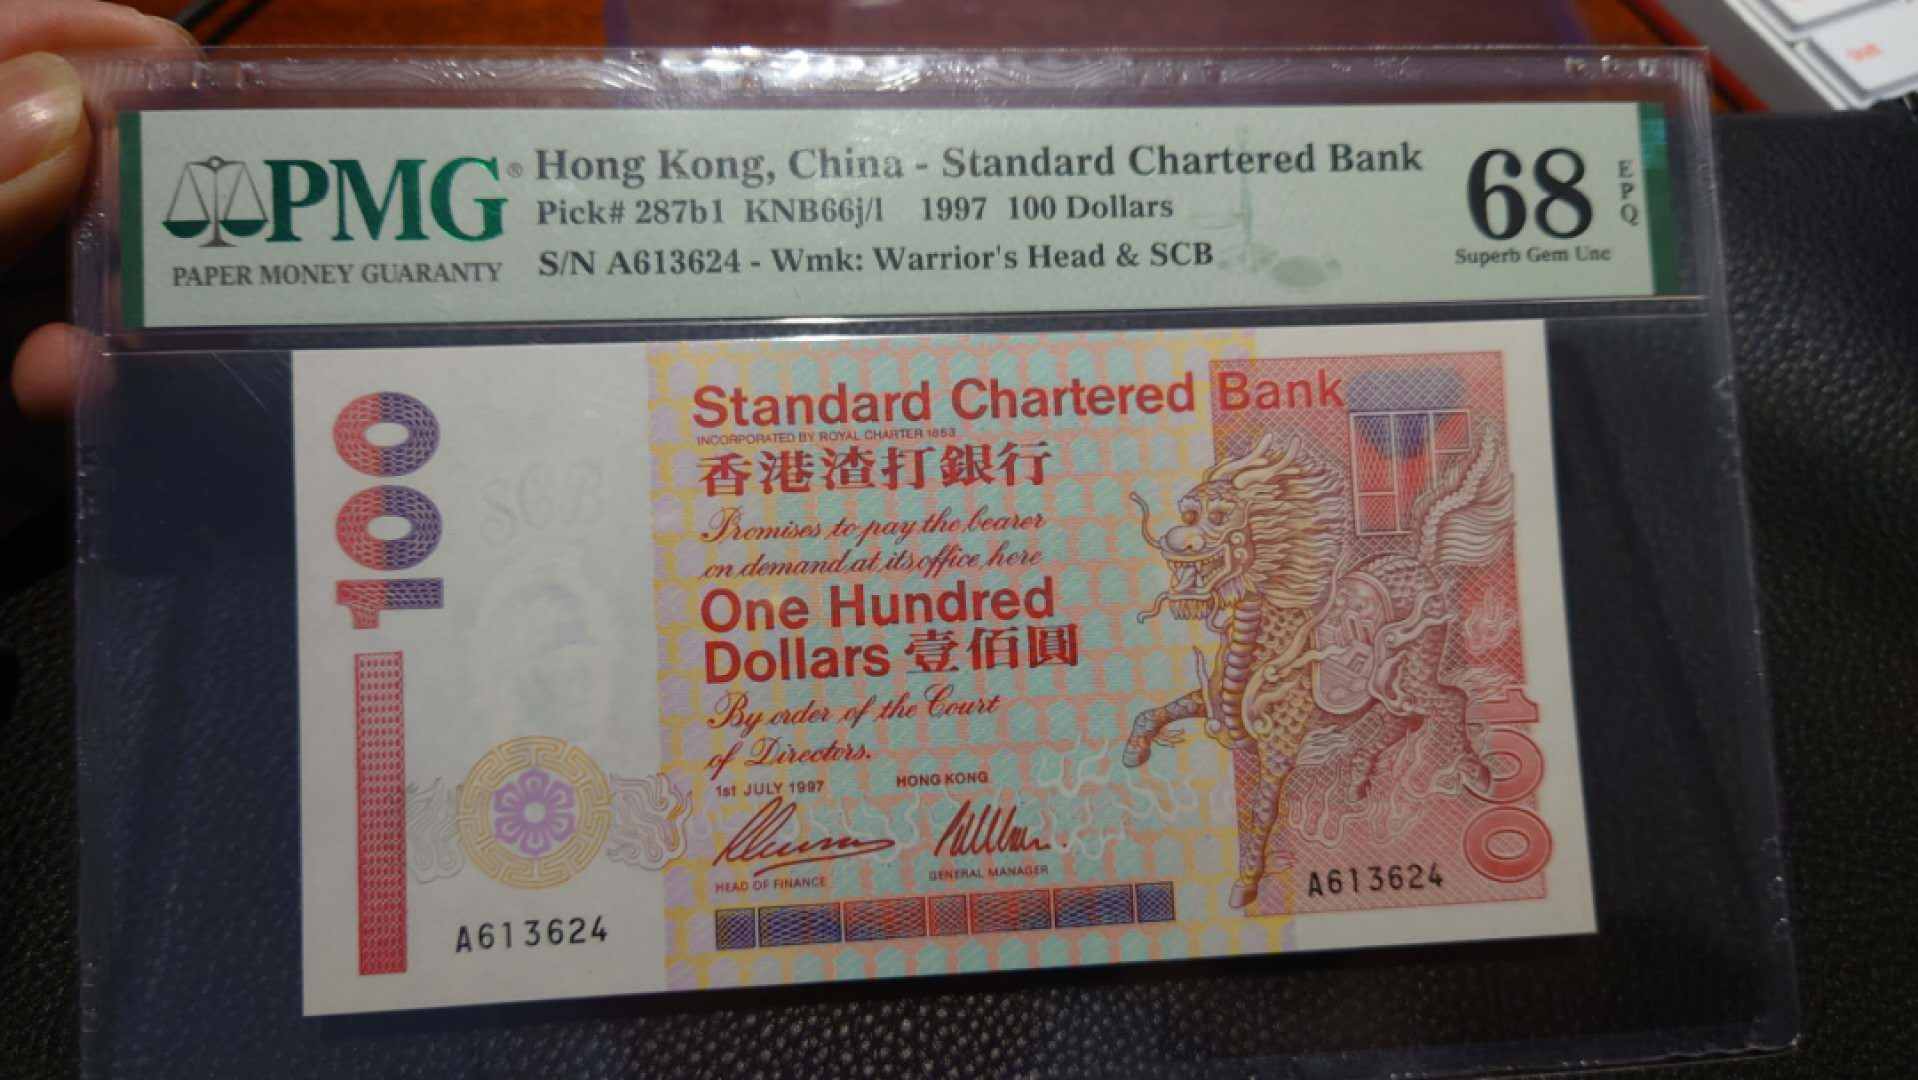 PMG®
PAPER MONEY GUARANTY
Hong Kong, China - Standard Chartered Bank
Pick# 287b1 KNB66j/l 1997 100 Dollars
S/N A613624 - Wmk: Warrior's Head & SCB
68
EPQ
Superb Gem Unc
100
SCB
Standard Chartered Bank
INCORPORATED BY ROYAL CHARTER 1853
香港渣打銀行
Promises to pay the bearer
on demand at its office here
One Hundred
Dollars 壹佰圓
By order of the Court
of Directors.
1st JULY 1997 HONG KONG
HEAD OF FINANCE
GENERAL MANAGER
A613624
A613624
100
Shift